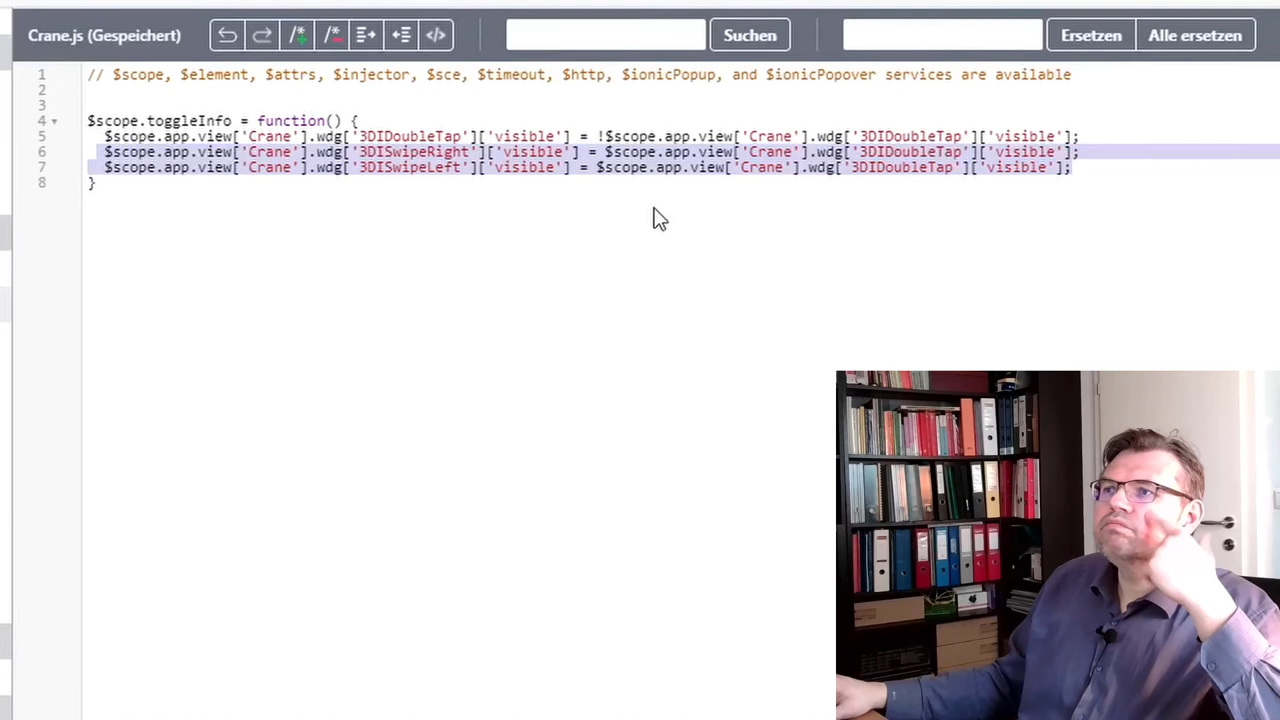 Crane.js (Gespeichert)
/*+
/*-
</>
Suchen
Ersetzen
Alle ersetzen
1 // $scope, $element, $attrs, $injector, $sce, $timeout, $http, $ionicPopup, and $ionicPopover services are available
2
3
4 $scope.toggleInfo = function() {
5 $scope.app.view['Crane'].wdg['3DIDoubleTap']['visible'] = !$scope.app.view['Crane'].wdg['3DIDoubleTap']['visible'];
6 $scope.app.view['Crane'].wdg['3DISwipeRight']['visible'] = $scope.app.view['Crane'].wdg['3DIDoubleTap']['visible'];
7 $scope.app.view['Crane'].wdg['3DISwipeLeft']['visible'] = $scope.app.view['Crane'].wdg['3DIDoubleTap']['visible'];
8 }